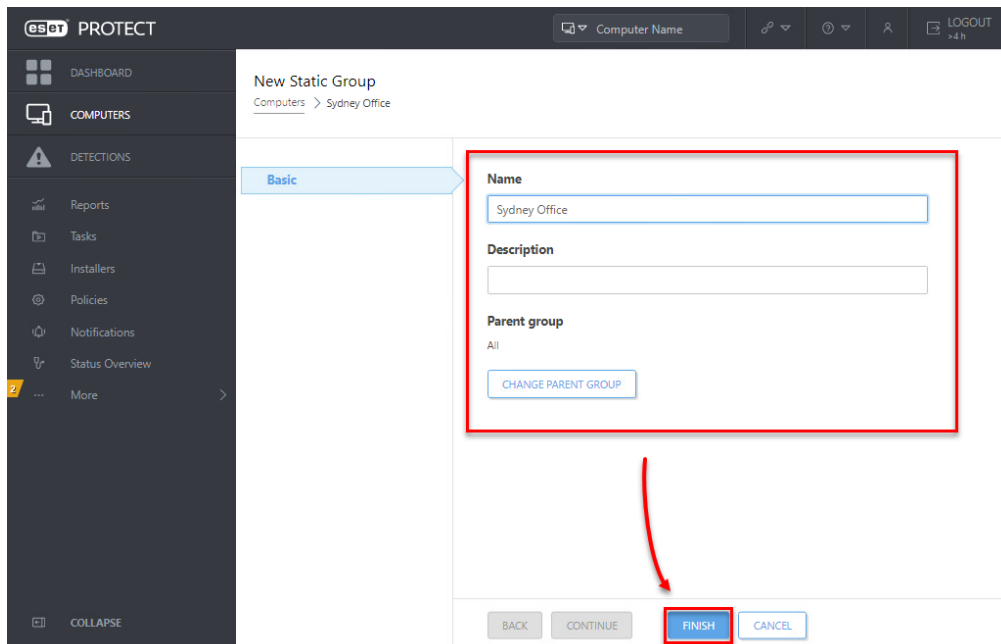 eset PROTECT
Computer Name
LOGOUT
>4 h
DASHBOARD
COMPUTERS
DETECTIONS
Reports
Tasks
Installers
Policies
Notifications
Status Overview
2
... More
COLLAPSE
New Static Group
Computers > Sydney Office
Basic
Name
Sydney Office
Description
Parent group
All
CHANGE PARENT GROUP
BACK CONTINUE FINISH CANCEL